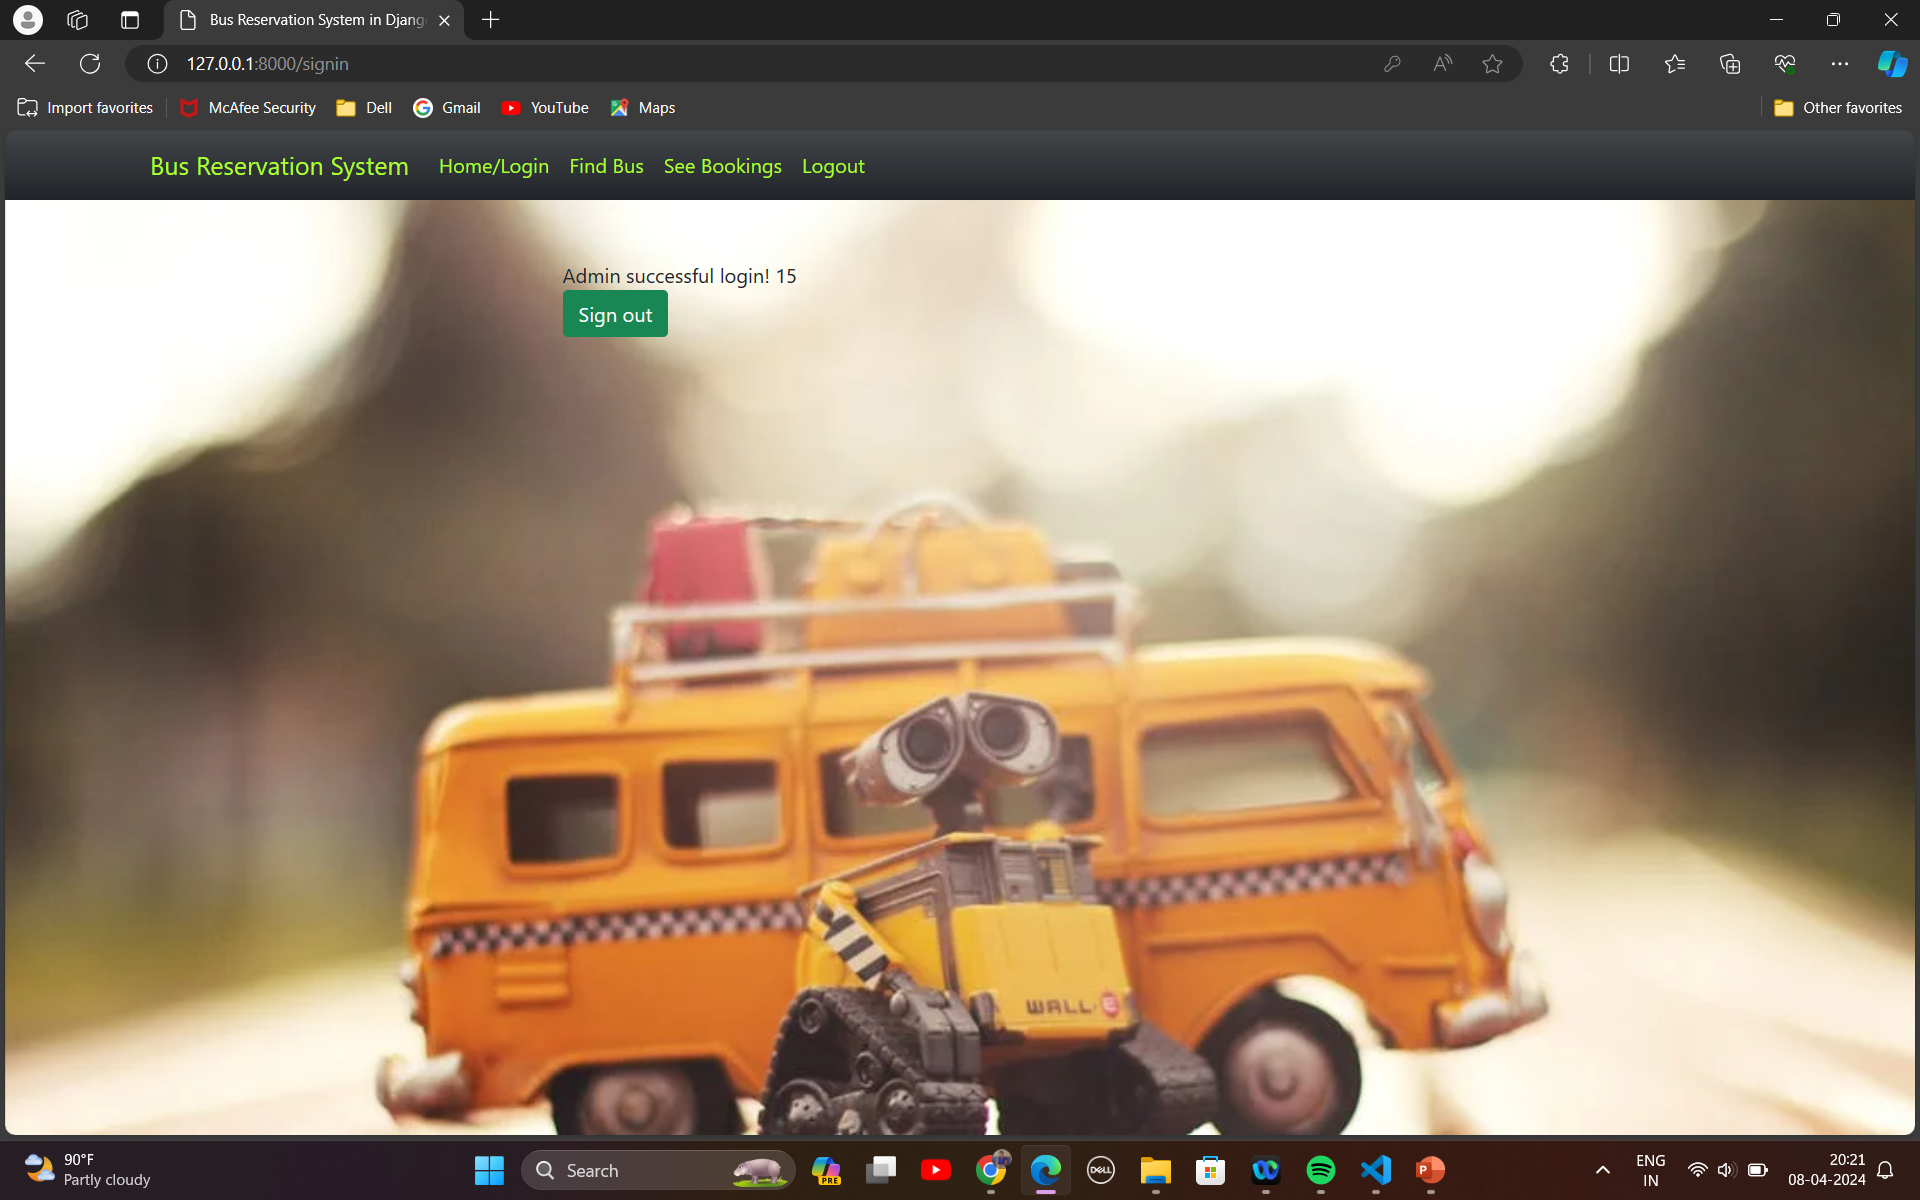 Bus Reservation System in Djang
127.0.0.1:8000/signin
Import favorites
McAfee Security
Dell
Gmail
YouTube
Maps
Other favorites
Bus Reservation System
Home/Login
Find Bus
See Bookings
Logout
Admin successful login! 15
Sign out
WALL·E
90°F
Partly cloudy
Search
PRE
DELL
P
ENG
IN
20:21
08-04-2024